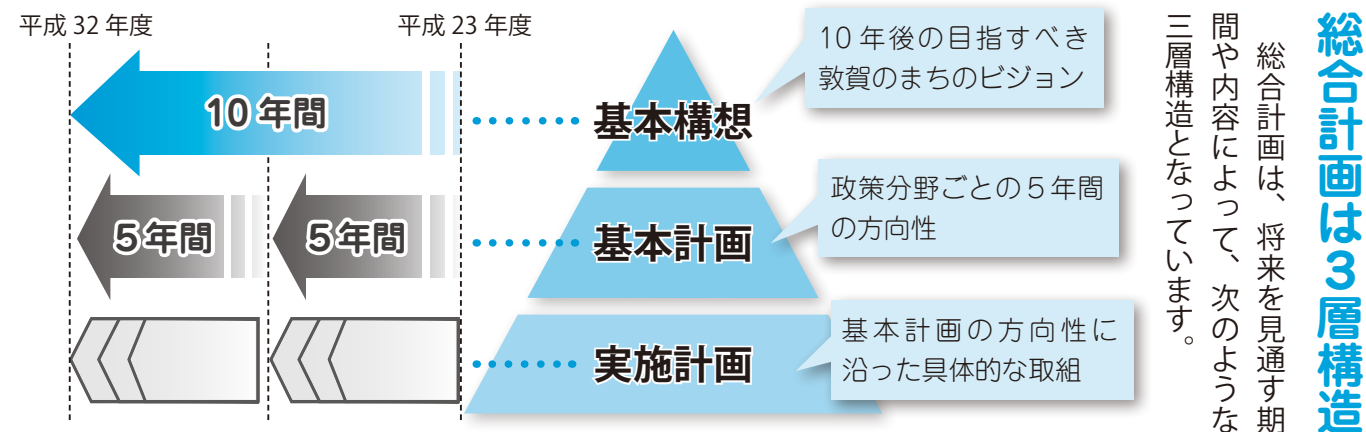 総合計画は３層構造
　総合計画は、将来を見通す期
間や内容によって、次のような
三層構造となっています。
平成 32 年度
平成 23 年度
10 年間
基本構想
10 年後の目指すべき
敦賀のまちのビジョン
５年間
５年間
基本計画
政策分野ごとの５年間
の方向性
実施計画
基本計画の方向性に
沿った具体的な取組